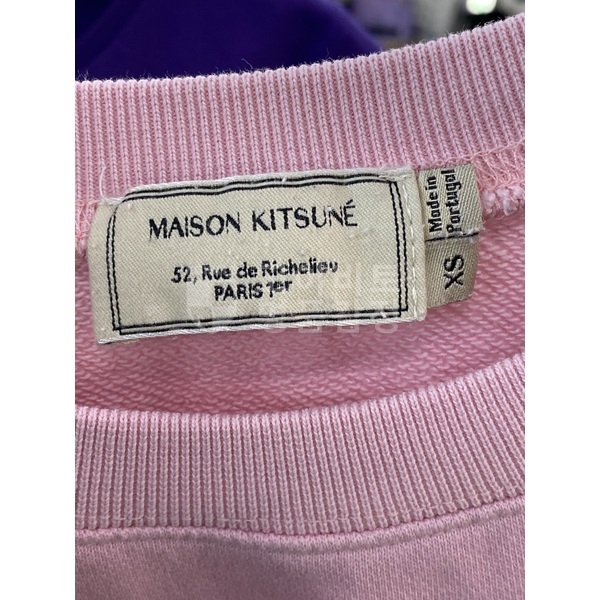 MAISON KITSUNÉ
52, Rue de Richelieu
PARIS 1er
Made in
Portugal
XS